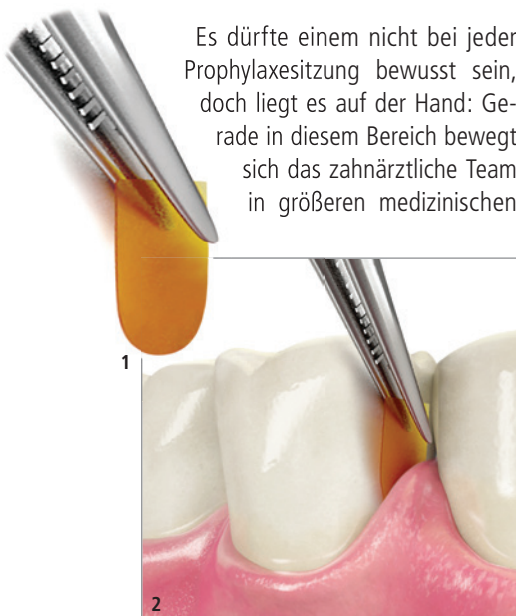 Es dürfte einem nicht bei jeder
Prophylaxesitzung bewusst sein,
doch liegt es auf der Hand: Ge-
rade in diesem Bereich bewegt
sich das zahnärztliche Team
in größeren medizinischen
1
2